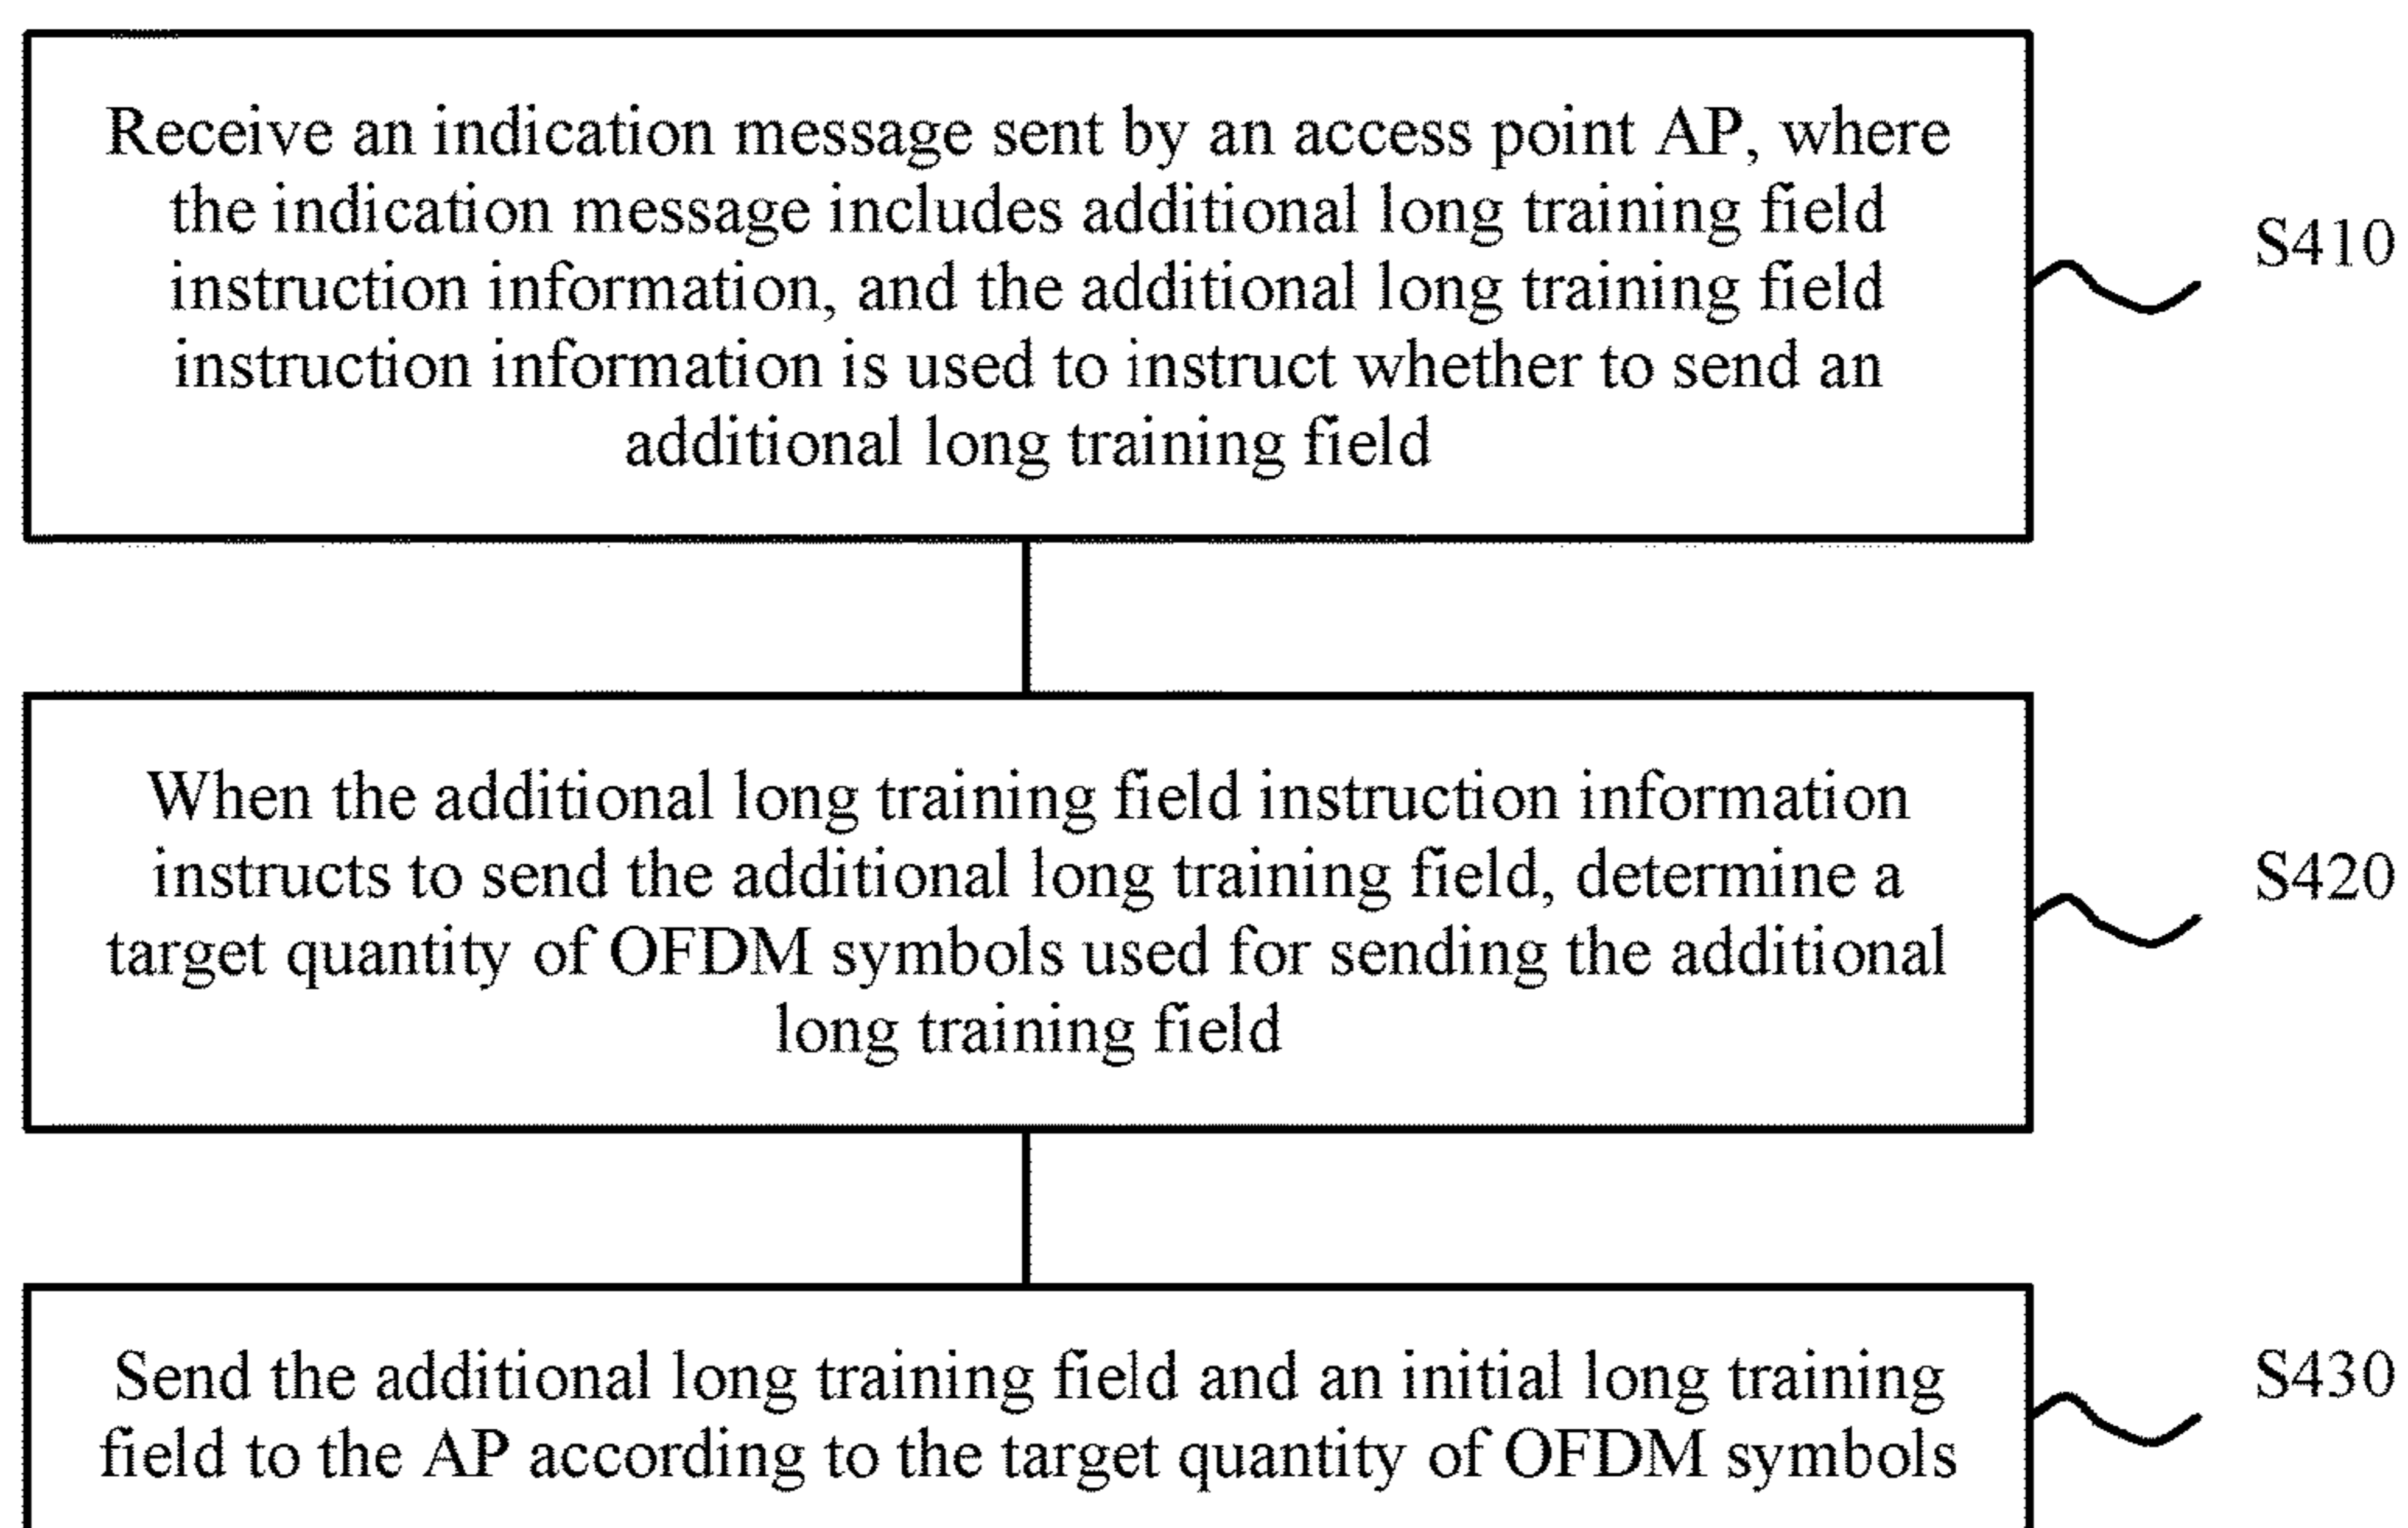 Receive an indication message sent by an access point AP, where
the indication message includes additional long training field
instruction information, and the additional long training field
instruction information is used to instruct whether to send an
additional long training field
S410
When the additional long training field instruction information
instructs to send the additional long training field, determine a
target quantity of OFDM symbols used for sending the additional
long training field
S420
Send the additional long training field and an initial long training
field to the AP according to the target quantity of OFDM symbols
S430